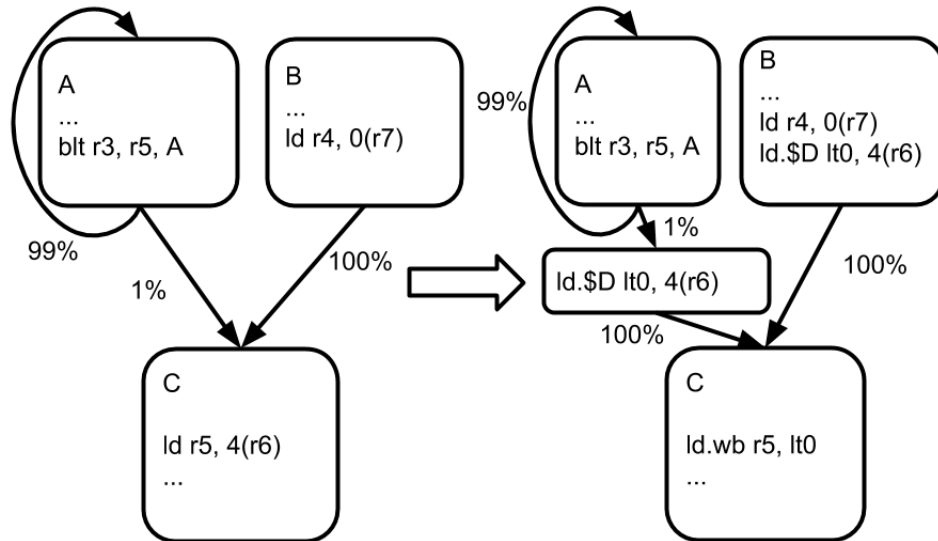 A
...
blt r3, r5, A
99%
1%
B
...
ld r4, 0(r7)
100%
C
ld r5, 4(r6)
...
99%
A
...
blt r3, r5, A
1%
B
...
ld r4, 0(r7)
ld.$D lt0, 4(r6)
ld.$D lt0, 4(r6)
100%
100%
C
ld.wb r5, lt0
...